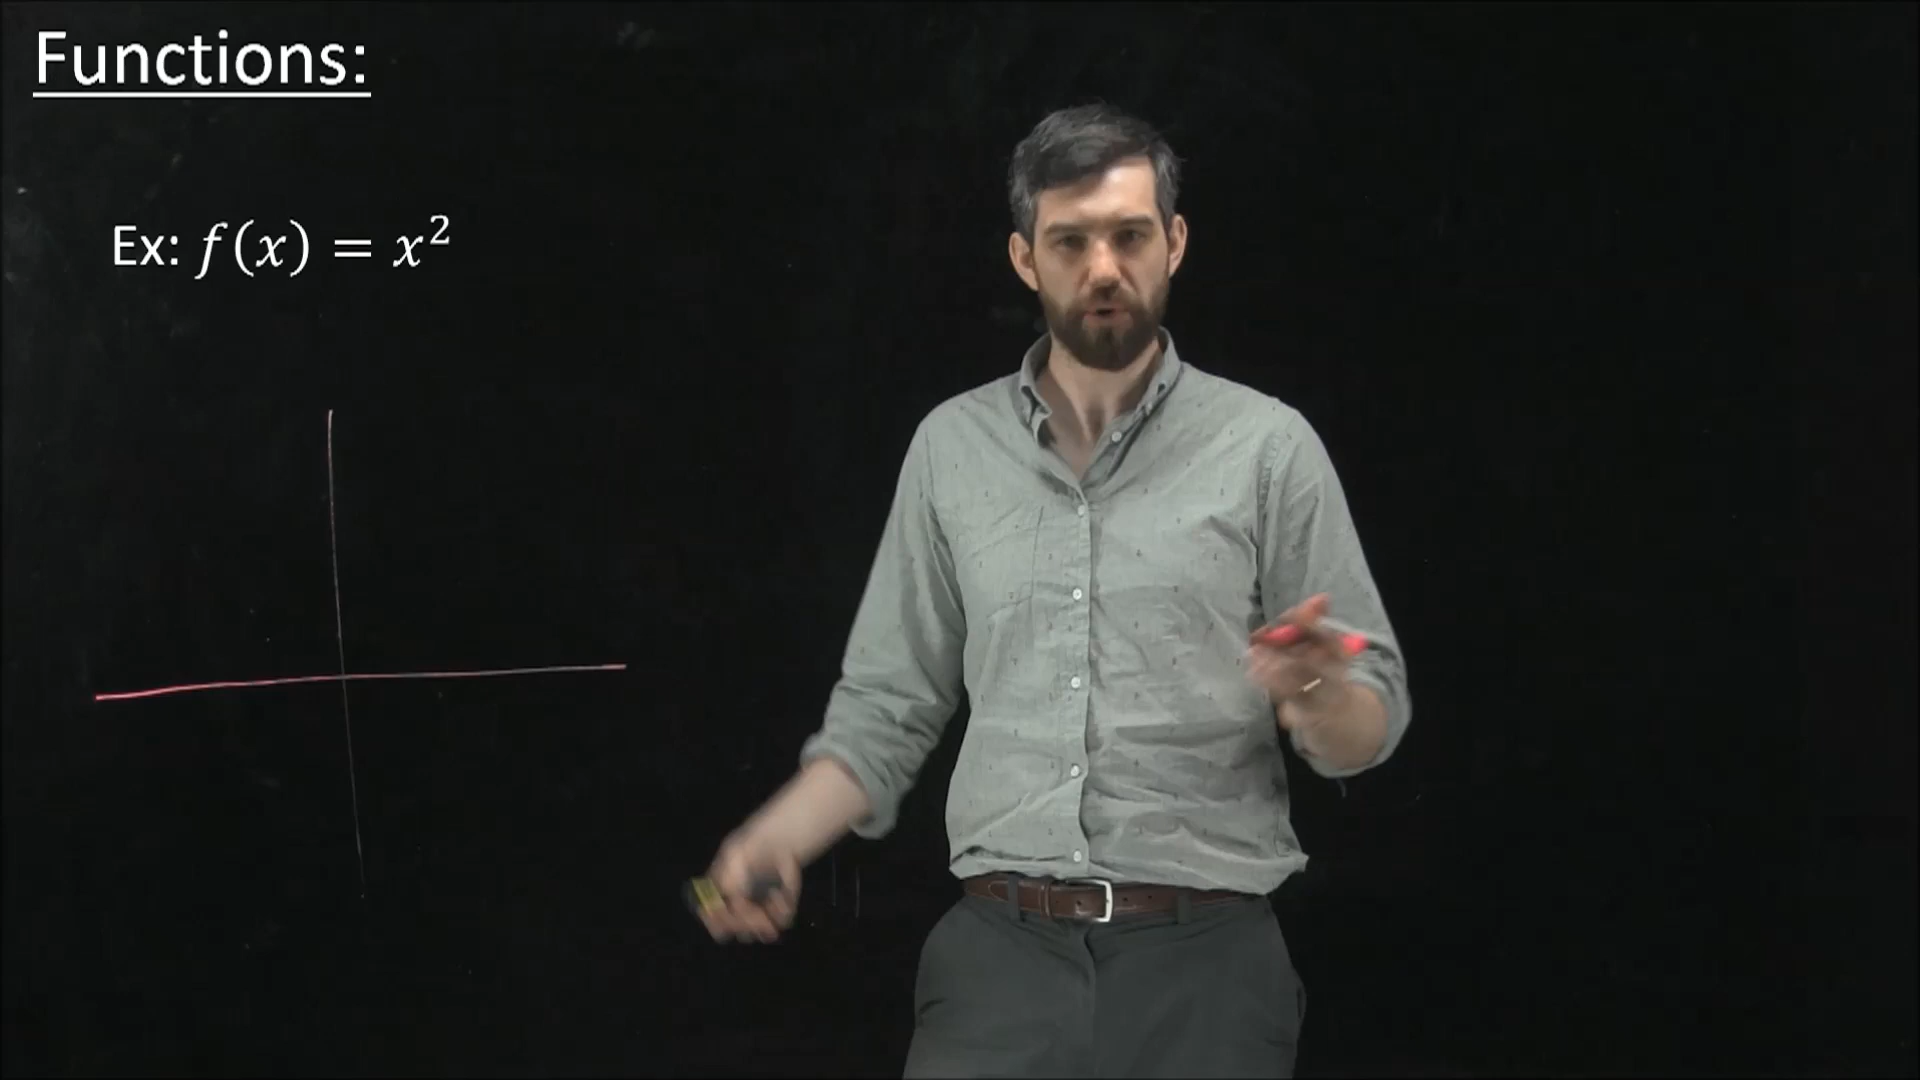 Functions:
Ex: f(x) = x²